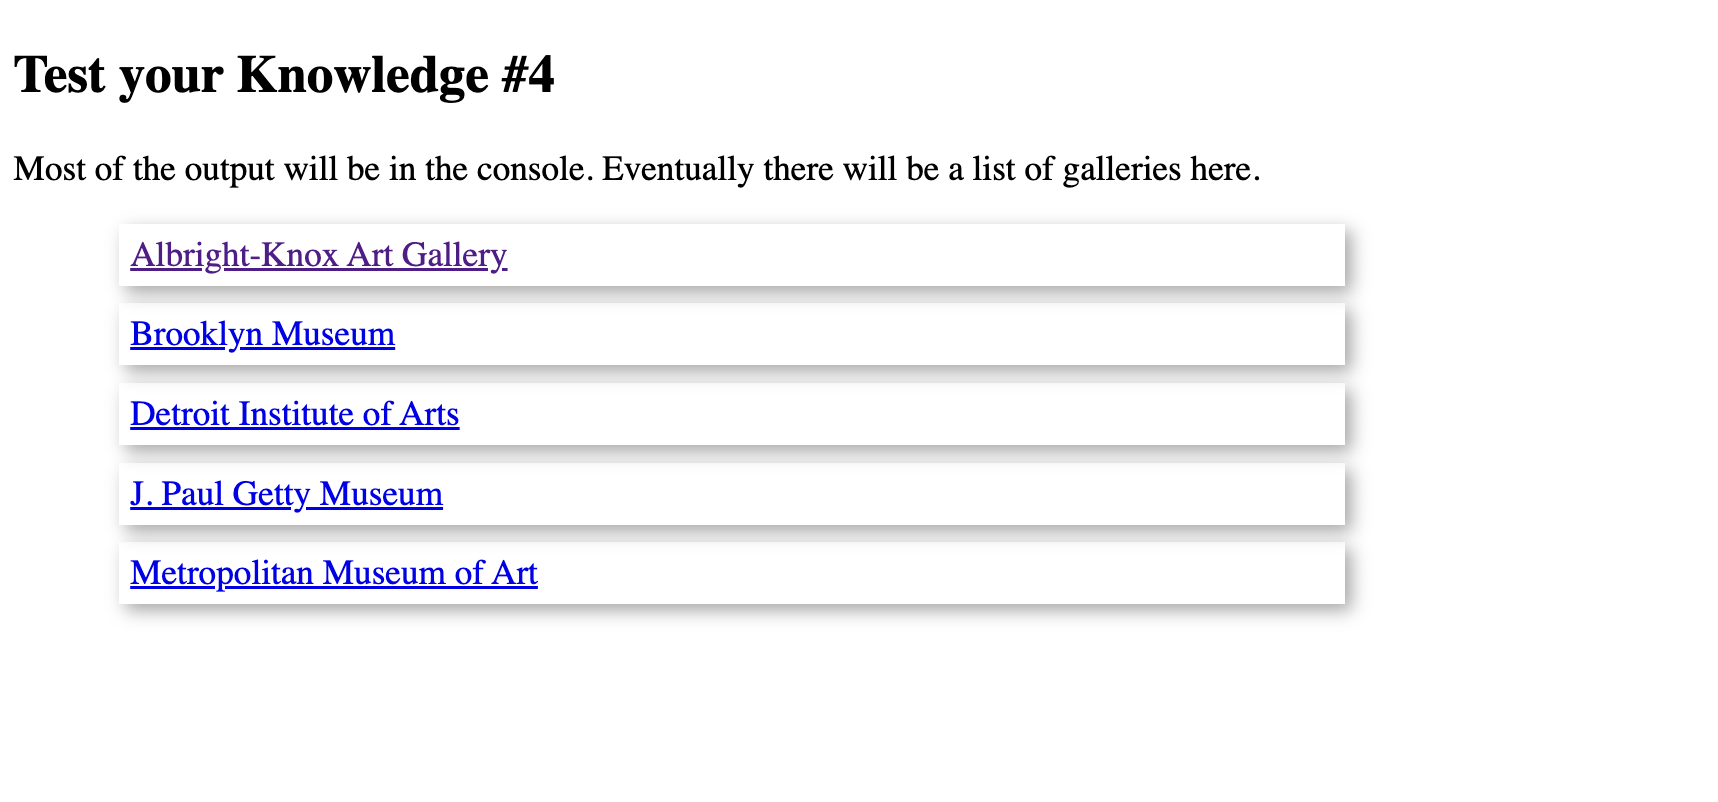 Test your Knowledge #4
Most of the output will be in the console. Eventually there will be a list of galleries here.
Albright-Knox Art Gallery
Brooklyn Museum
Detroit Institute of Arts
J. Paul Getty Museum
Metropolitan Museum of Art